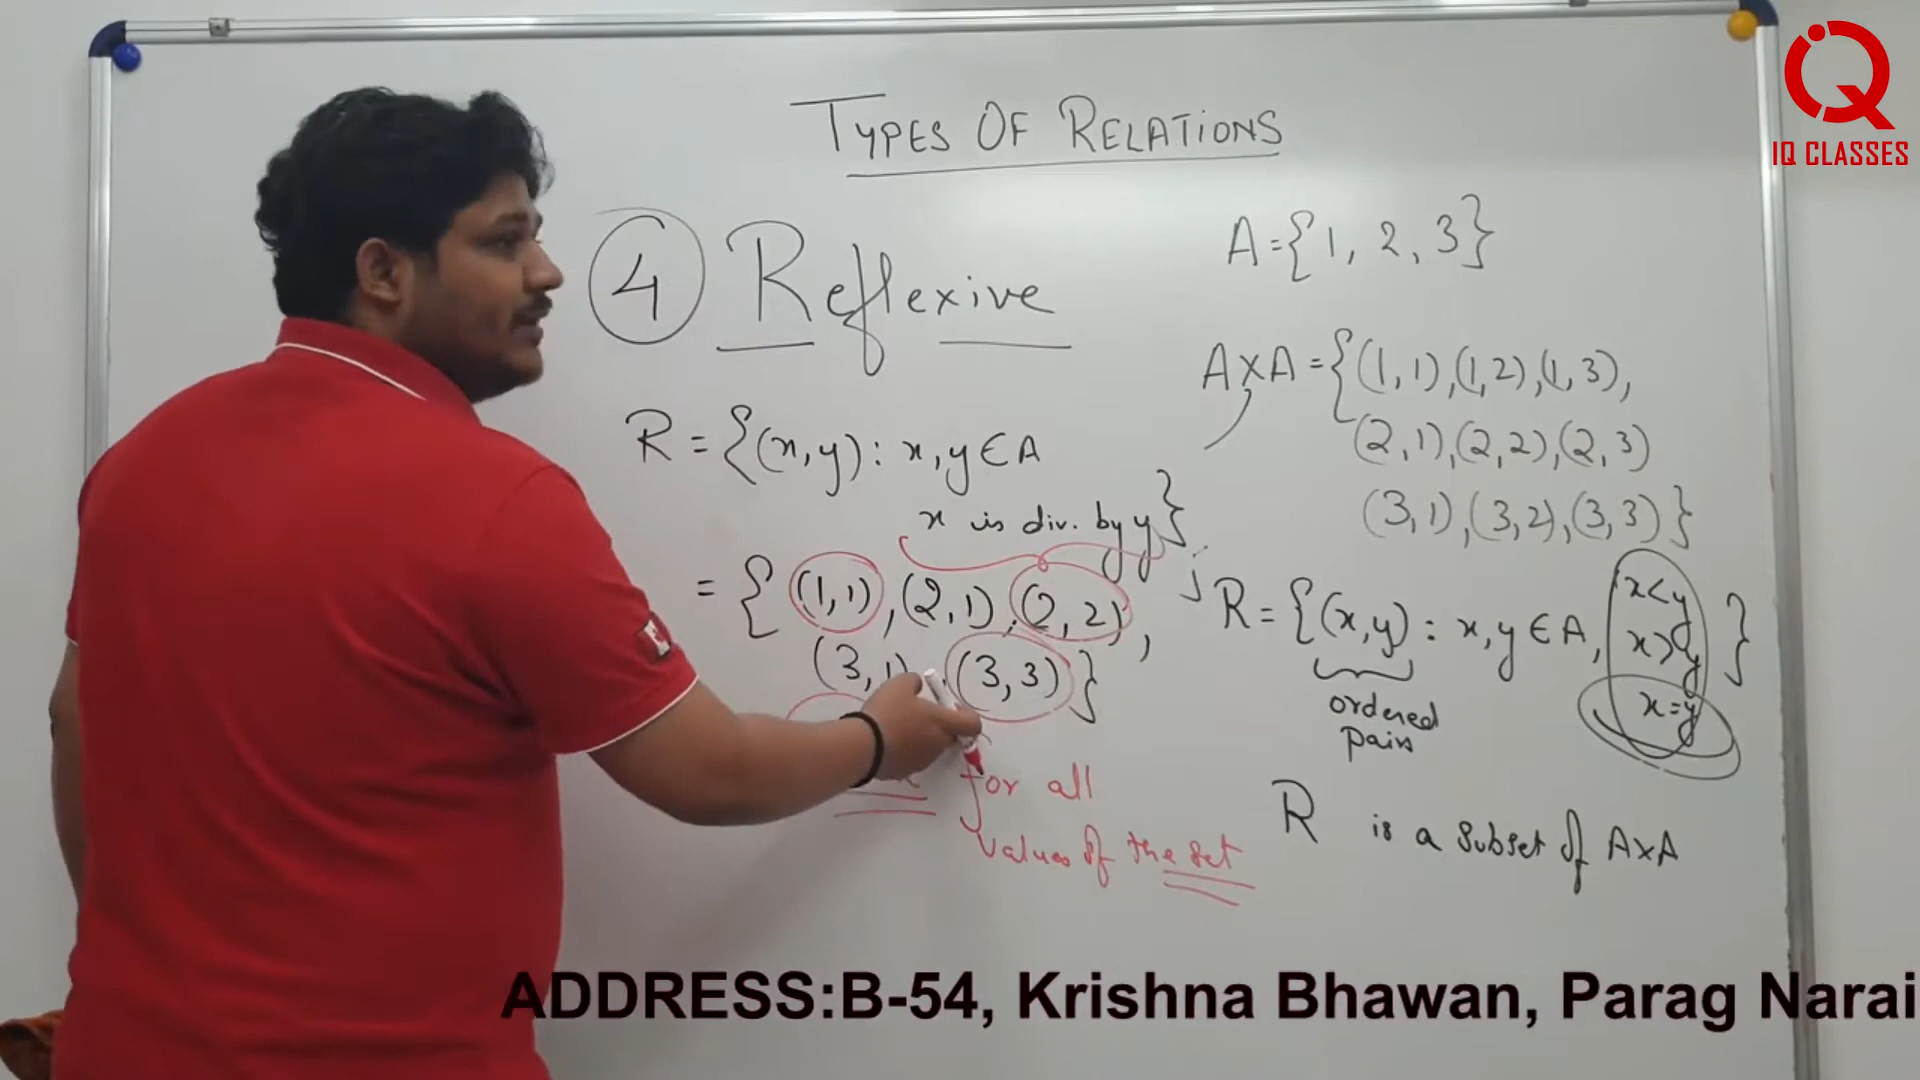 TYPES OF RELATIONS
IQ CLASSES
4 Reflexive
A = {1, 2, 3}
A×A = {(1,1),(1,2),(1,3),
(2,1),(2,2),(2,3)
(3,1),(3,2),(3,3)}
R = {(x,y) : x,y ∈ A
x is div. by y}
= {(1,1),(2,1),(2,2),
(3,1), (3,3)}
for all
values of the set
R = {(x,y) : x,y ∈ A, x<y }
x>y
x=y
ordered
pairs
R is a subset of A×A
ADDRESS:B-54, Krishna Bhawan, Parag Narai